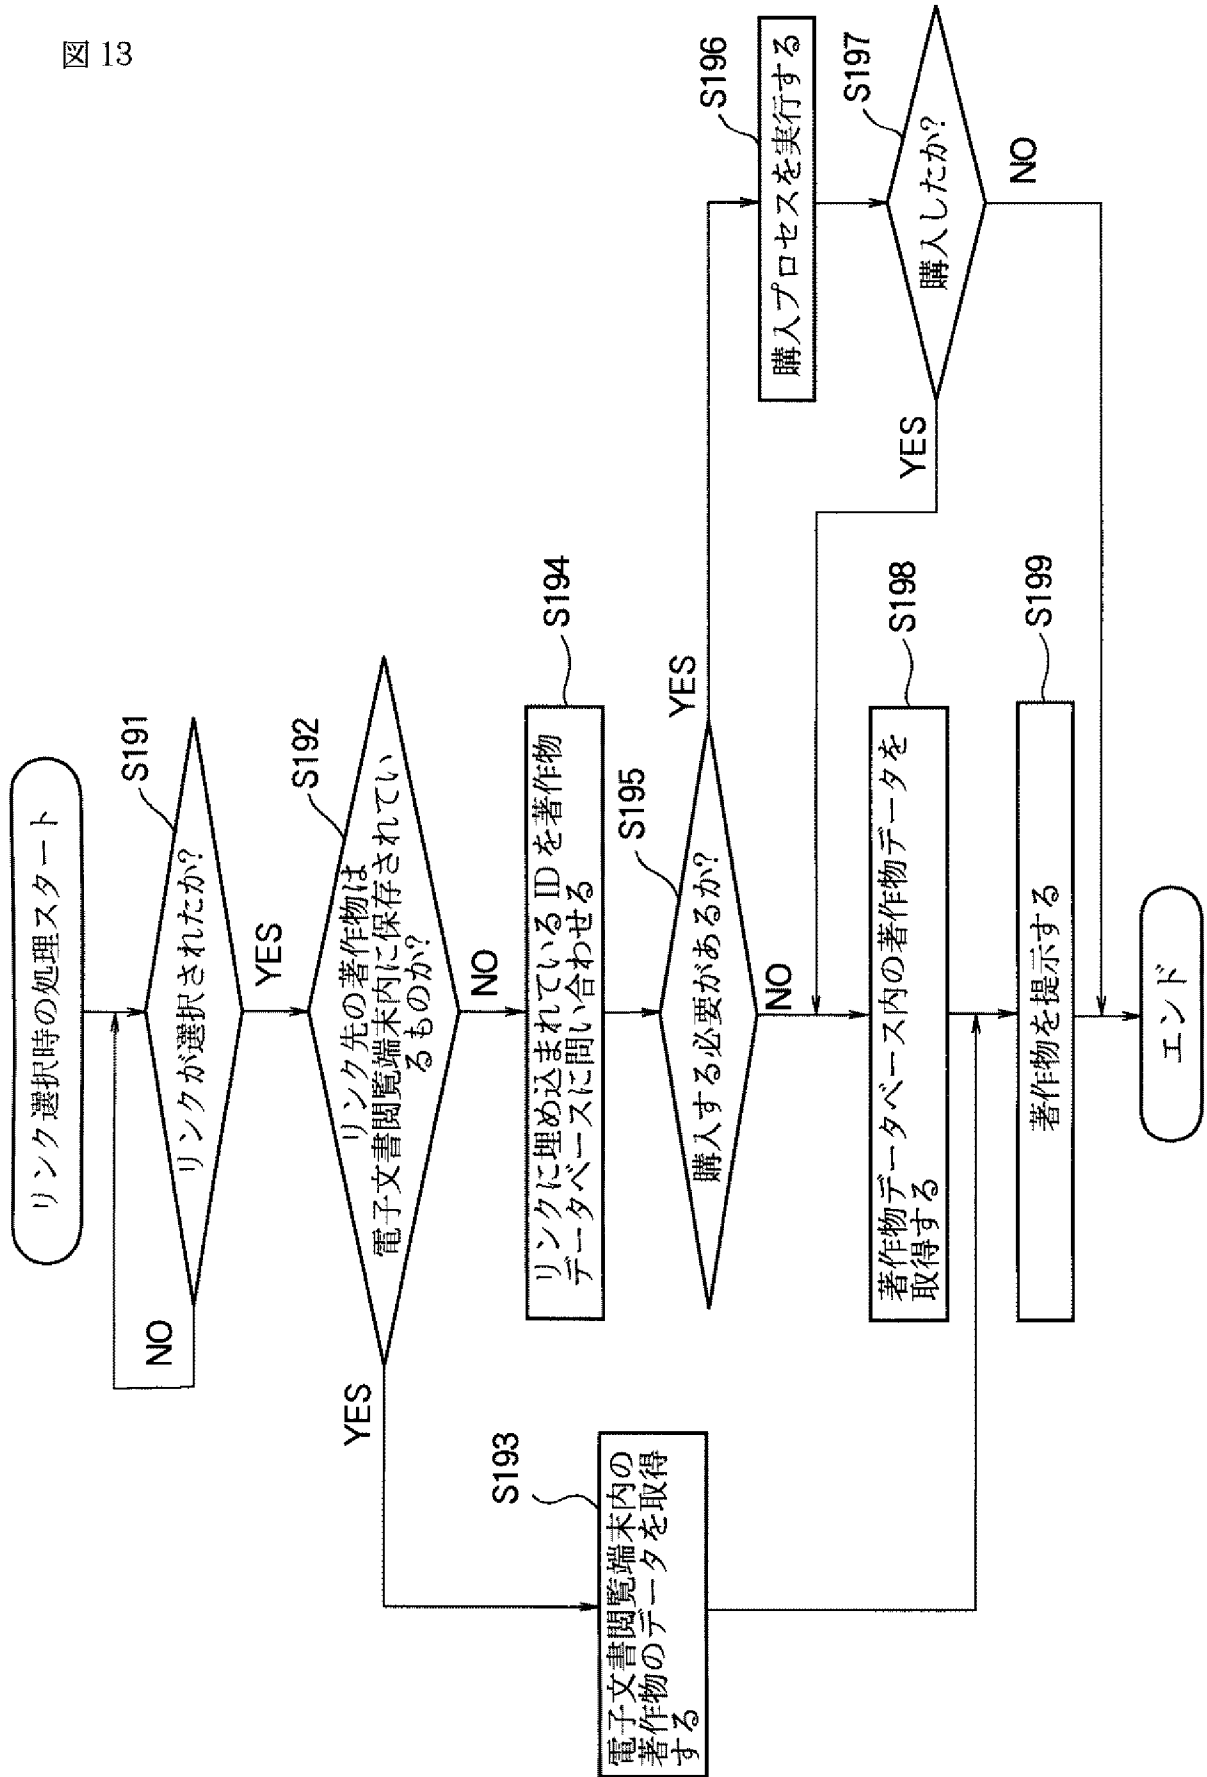 図 13
リンク選択時の処理スタート
S191
リンクが選択されたか?
NO
YES
S192
リンク先の著作物は
電子文書閲覧端末内に保存されてい
るものか?
YES
NO
S193
電子文書閲覧端末内の
著作物のデータを取得
する
S194
リンクに埋め込まれている ID を著作物
データベースに問い合わせる
S195
購入する必要があるか?
YES
NO
S196
購入プロセスを実行する
S197
購入したか?
YES
NO
S198
著作物データベース内の著作物データを
取得する
S199
著作物を提示する
エンド